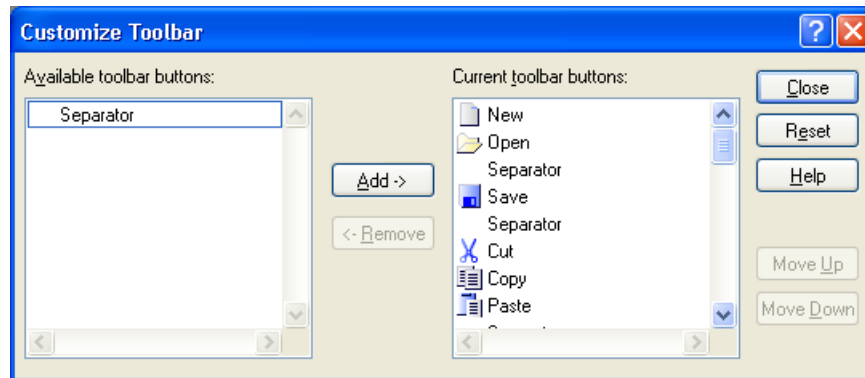 Customize Toolbar
Available toolbar buttons:
Separator
Add ->
<- Remove
Current toolbar buttons:
New
Open
Separator
Save
Separator
Cut
Copy
Paste
Close
Reset
Help
Move Up
Move Down